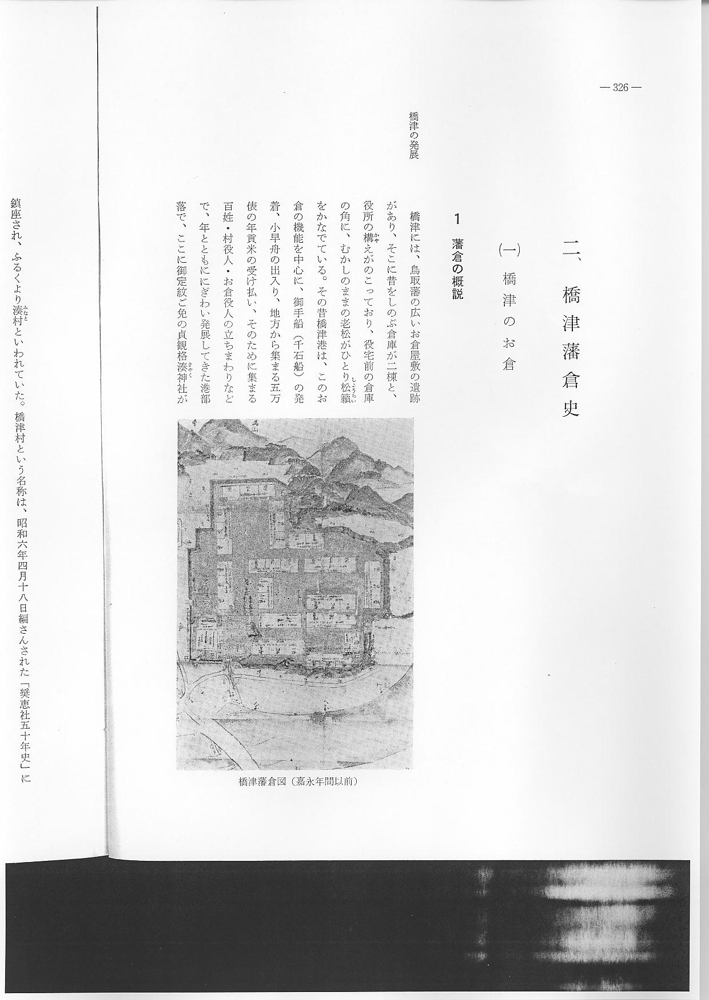 ― 326 ―
二、橋津藩倉史
(一) 橋津のお倉
1 藩倉の概説
橋津の発展
橋津には、鳥取藩の広いお倉屋敷の遺跡
があり、そこに昔をしのぶ倉庫が二棟と、
役所の構えがのこっており、役宅前の倉庫
の角に、むかしのままの老松がひとり松籟
をかなでている。その昔橋津港は、このお
倉の機能を中心に、御手船（千石船）の発
着、小早舟の出入り、地方から集まる五万
俵の年貢米の受け払い、そのために集まる
百姓・村役人・お倉役人の立ちまわりなど
で、年とともににぎわい発展してきた港部
落で、ここに御定紋ご免の貞観格湊神社が
橋津藩倉図（嘉永年間以前）
鎮座され、ふるくより湊村といわれていた。橋津村という名称は、昭和六年四月十八日編さんされた「奨恵社五十年史」に